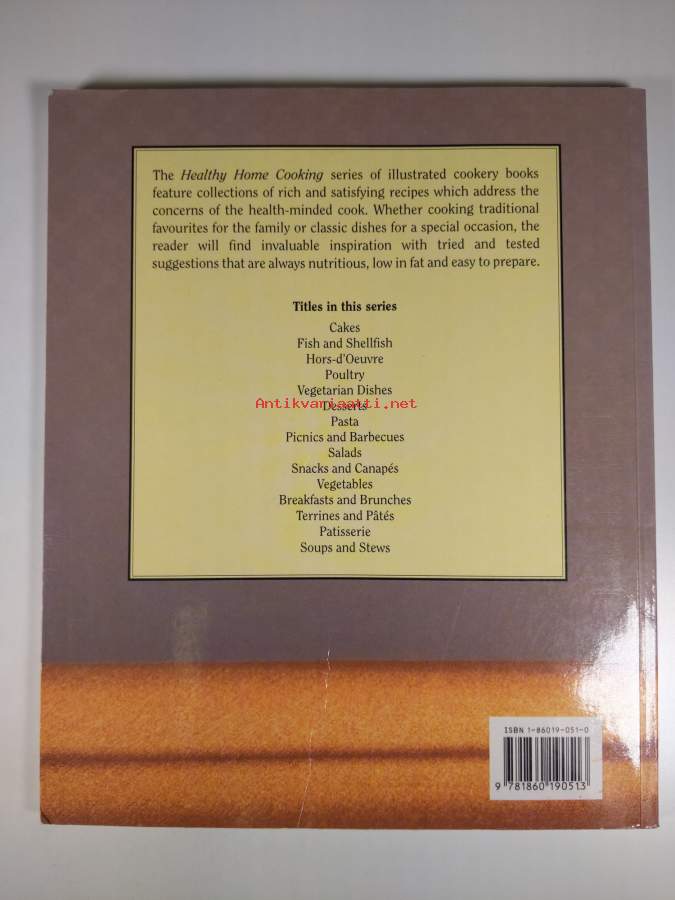 The Healthy Home Cooking series of illustrated cookery books
feature collections of rich and satisfying recipes which address the
concerns of the health-minded cook. Whether cooking traditional
favourites for the family or classic dishes for a special occasion, the
reader will find invaluable inspiration with tried and tested
suggestions that are always nutritious, low in fat and easy to prepare.
Titles in this series
Cakes
Fish and Shellfish
Hors-d'Oeuvre
Poultry
Vegetarian Dishes
Desserts
Antikvariaatti.net
Pasta
Picnics and Barbecues
Salads
Snacks and Canapés
Vegetables
Breakfasts and Brunches
Terrines and Pâtés
Patisserie
Soups and Stews
ISBN 1-86019-051-0
9 781860 190513